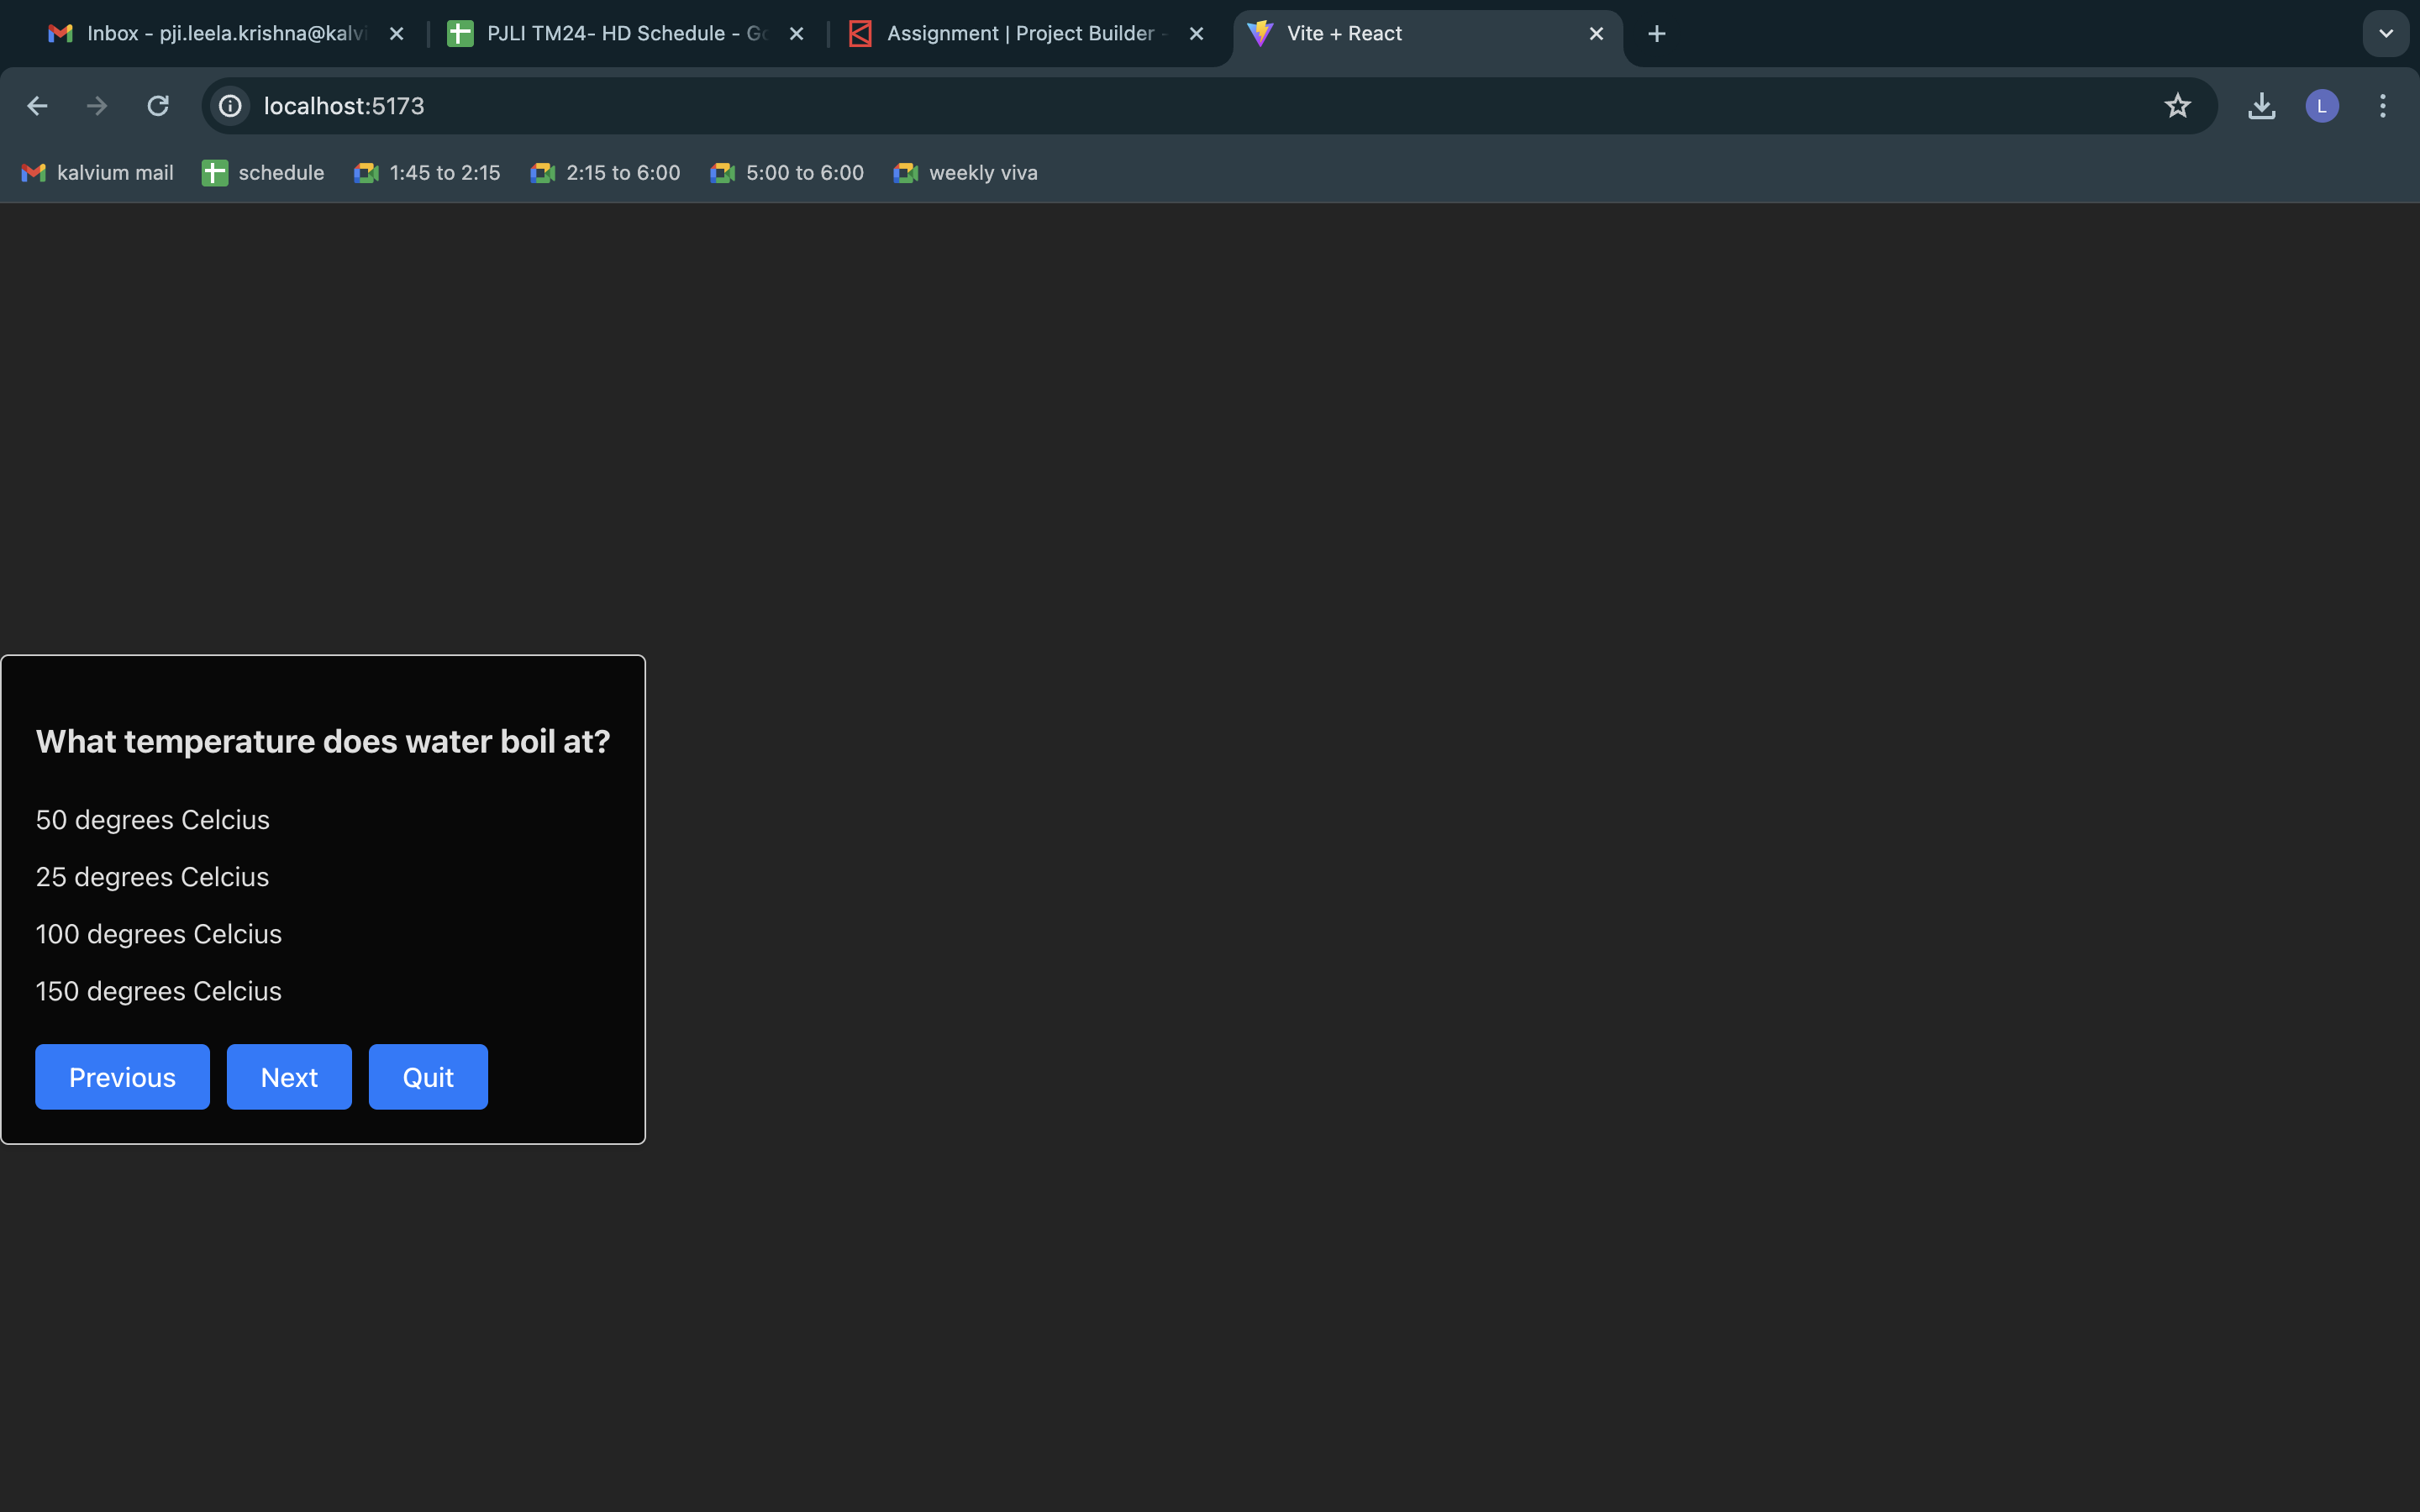 Inbox - pji.leela.krishna@kalvi
PJLI TM24- HD Schedule - Go
Assignment | Project Builder -
Vite + React
localhost:5173
L
kalvium mail
schedule
1:45 to 2:15
2:15 to 6:00
5:00 to 6:00
weekly viva
What temperature does water boil at?
50 degrees Celcius
25 degrees Celcius
100 degrees Celcius
150 degrees Celcius
Previous
Next
Quit